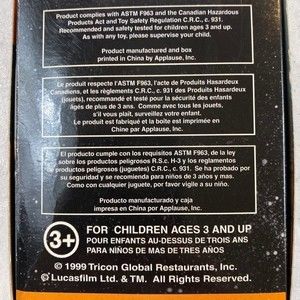 Product complies with ASTM F963 and the Canadian Hazardous
Products Act and Toy Safety Regulation C.R.C., c. 931.
Recommended and safety tested for children ages 3 and up.
As with any toy, please supervise your child.
Product manufactured and box
printed in China by Applause, Inc.
Le produit respecte l'ASTM F963, l'acte de Produits Hasardeux
Canadiens, et les règlements C.R.C., c. 931 des Produits Hasardeux
(jouets), recommandé et testé pour la sécurité des enfants
âgés de plus de 3 ans. Comme avec tous les jouets,
s'il vous plait, surveillez votre enfant.
Le produit est fabriqué et la boîte est imprimée en
Chine par Applause, Inc.
El producto cumple con los requisitos ASTM F963, de la ley
sobre los productos peligrosos R.S.c. H-3 y los reglamentos
de productos peligrosos (juguetes) C.R.C., c. 931. Se ha probado por
su seguridad y se recomienda para niños de 3 años y mas.
Como con cualquier juguete, por favor vigile a su niño.
Producto manufacturado y caja
impresa en China por Applause, Inc.
3+
FOR CHILDREN AGES 3 AND UP
POUR ENFANTS AU-DESSUS DE TROIS ANS
PARA NIÑOS DE MAS DE TRES AÑOS
© 1999 Tricon Global Restaurants, Inc.
© Lucasfilm Ltd. & TM. All Rights Reserved.